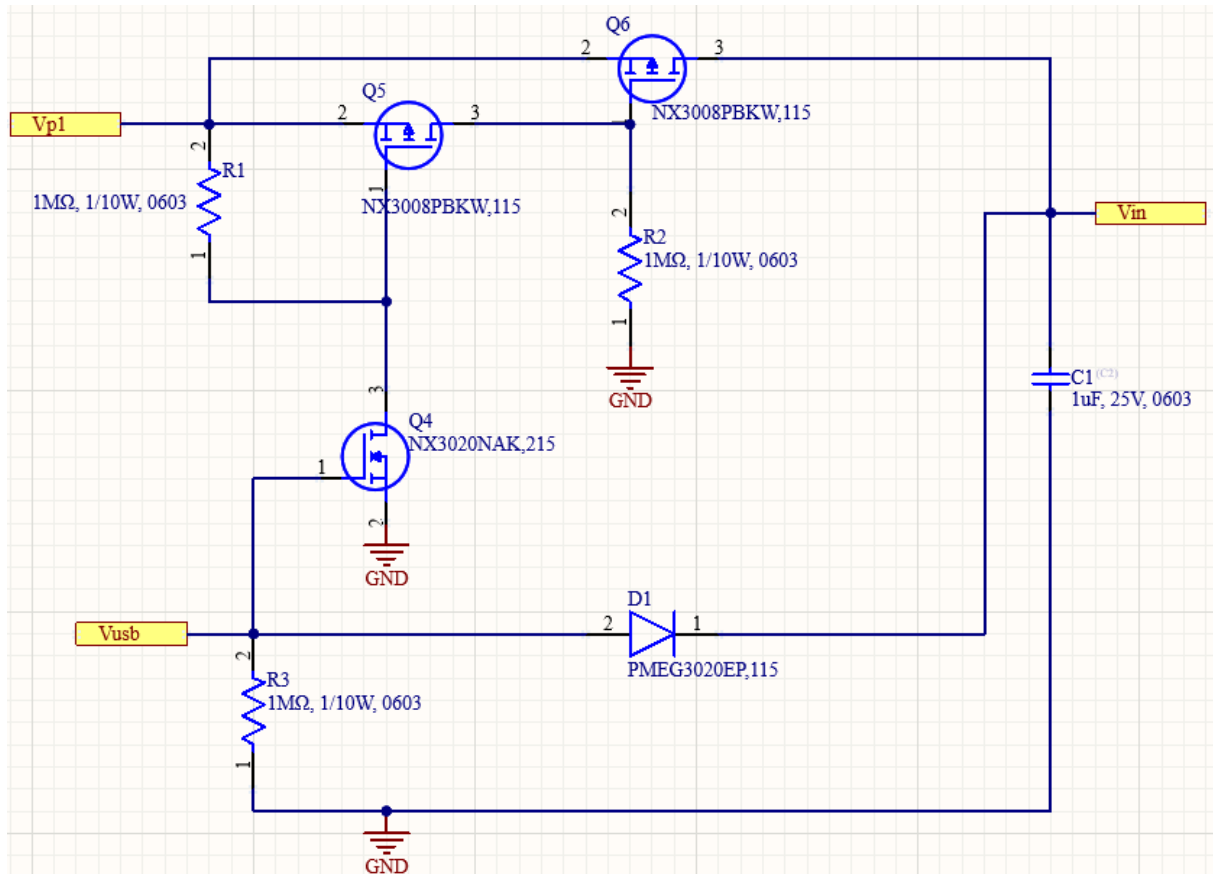 Q6
2
3
NX3008PBKW,115
Q5
2
3
1
NX3008PBKW,115
Vp1
2
R1
1MΩ, 1/10W, 0603
1
Vin
2
R2
1MΩ, 1/10W, 0603
1
GND
C1 (C2)
1uF, 25V, 0603
3
Q4
NX3020NAK,215
1
2
GND
Vusb
D1
2
1
PMEG3020EP,115
2
R3
1MΩ, 1/10W, 0603
1
GND